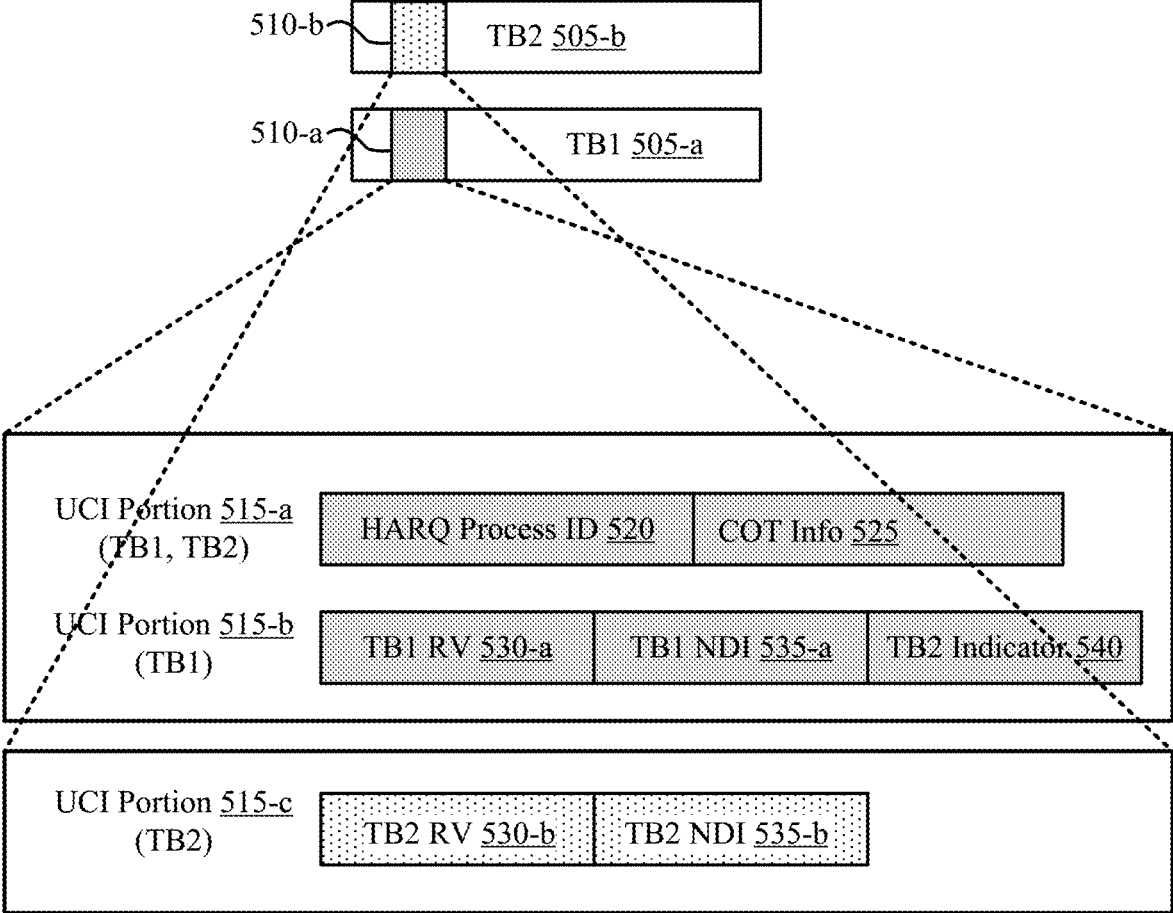 510-b
TB2 505-b
510-a
TB1 505-a
UCI Portion 515-a
(TB1, TB2)
HARQ Process ID 520
COT Info 525
UCI Portion 515-b
(TB1)
TB1 RV 530-a
TB1 NDI 535-a
TB2 Indicator 540
UCI Portion 515-c
(TB2)
TB2 RV 530-b
TB2 NDI 535-b